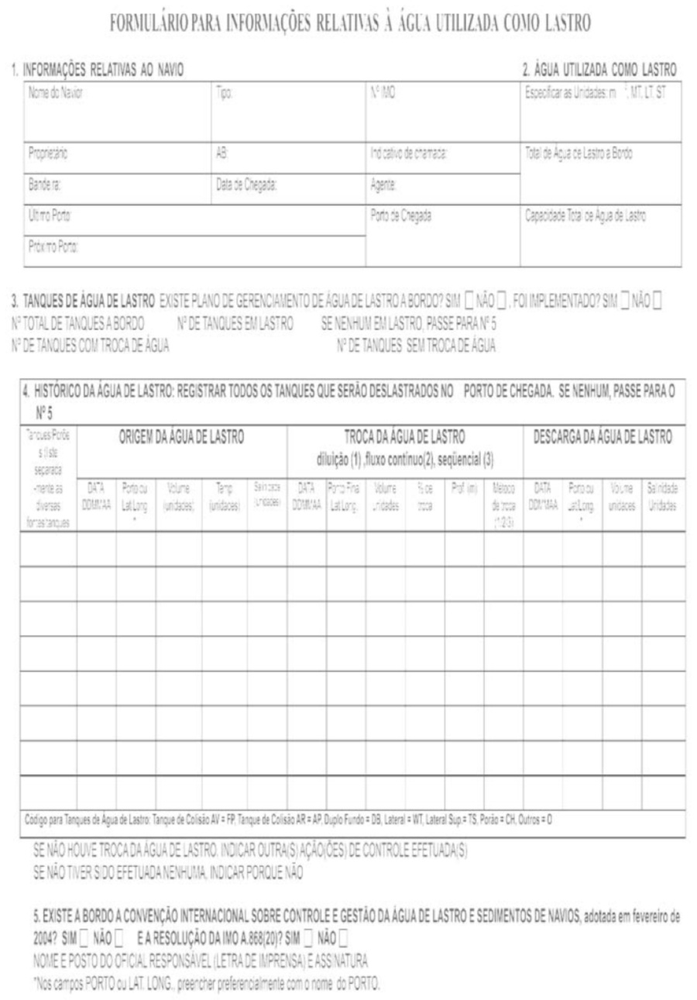 FORMULÁRIO PARA INFORMAÇÕES RELATIVAS À ÁGUA UTILIZADA COMO LASTRO
1. INFORMAÇÕES RELATIVAS AO NAVIO
2. ÁGUA UTILIZADA COMO LASTRO
Nome do Navior
Tipo:
Nº IMO
Especificar as Unidades: m ³, MT, LT, ST
Proprietário
AB:
Indicativo de chamada:
Total de Água de Lastro a Bordo
Bandeira:
Data de Chegada:
Agente:
Último Porto:
Porto de Chegada
Capacidade Total de Água de Lastro
Próximo Porto:
3. TANQUES DE ÁGUA DE LASTRO EXISTE PLANO DE GERENCIAMENTO DE ÁGUA DE LASTRO A BORDO? SIM NÃO , FOI IMPLEMENTADO? SIM NÃO
Nº TOTAL DE TANQUES A BORDO Nº DE TANQUES EM LASTRO SE NENHUM EM LASTRO, PASSE PARA Nº 5
Nº DE TANQUES COM TROCA DE ÁGUA Nº DE TANQUES SEM TROCA DE ÁGUA
4. HISTÓRICO DA ÁGUA DE LASTRO: REGISTRAR TODOS OS TANQUES QUE SERÃO DESLASTRADOS NO PORTO DE CHEGADA. SE NENHUM, PASSE PARA O
Nº 5
Tanques/Porõe
s (liste
separada
-mente as
diversas
fontes/tanques
ORIGEM DA ÁGUA DE LASTRO
TROCA DA ÁGUA DE LASTRO
diluição (1) ,fluxo contínuo(2), seqüencial (3)
DESCARGA DA ÁGUA DE LASTRO
DATA
DDMMAA
Porto ou
Lat/Long
*
Volume
(unidades)
Temp
(unidades)
Salinidade
(unidades)
DATA
DDMMAA
Ponto Final
Lat/Long.
Volume
unidades
% de
troca
Prof. (m)
Método
de troca
(1/2/3)
DATA
DDMMAA
Porto ou
Lat/Long.
*
Volume
unidades
Salinidade
Unidades
Código para Tanques de Água de Lastro: Tanque de Colisão AV = FP, Tanque de Colisão AR = AP, Duplo Fundo = DB, Lateral = WT, Lateral Sup.= TS, Porão = CH, Outros = O
SE NÃO HOUVE TROCA DA ÁGUA DE LASTRO, INDICAR OUTRA(S) AÇÃO(ÕES) DE CONTROLE EFETUADA(S)
SE NÃO TIVER SIDO EFETUADA NENHUMA, INDICAR PORQUE NÃO
5. EXISTE A BORDO A CONVENÇÃO INTERNACIONAL SOBRE CONTROLE E GESTÃO DA ÁGUA DE LASTRO E SEDIMENTOS DE NAVIOS, adotada em fevereiro de
2004? SIM NÃO E A RESOLUÇÃO DA IMO A.868(20)? SIM NÃO
NOME E POSTO DO OFICIAL RESPONSÁVEL (LETRA DE IMPRENSA) E ASSINATURA
*Nos campos PORTO ou LAT. LONG., preencher preferencialmente com o nome do PORTO.